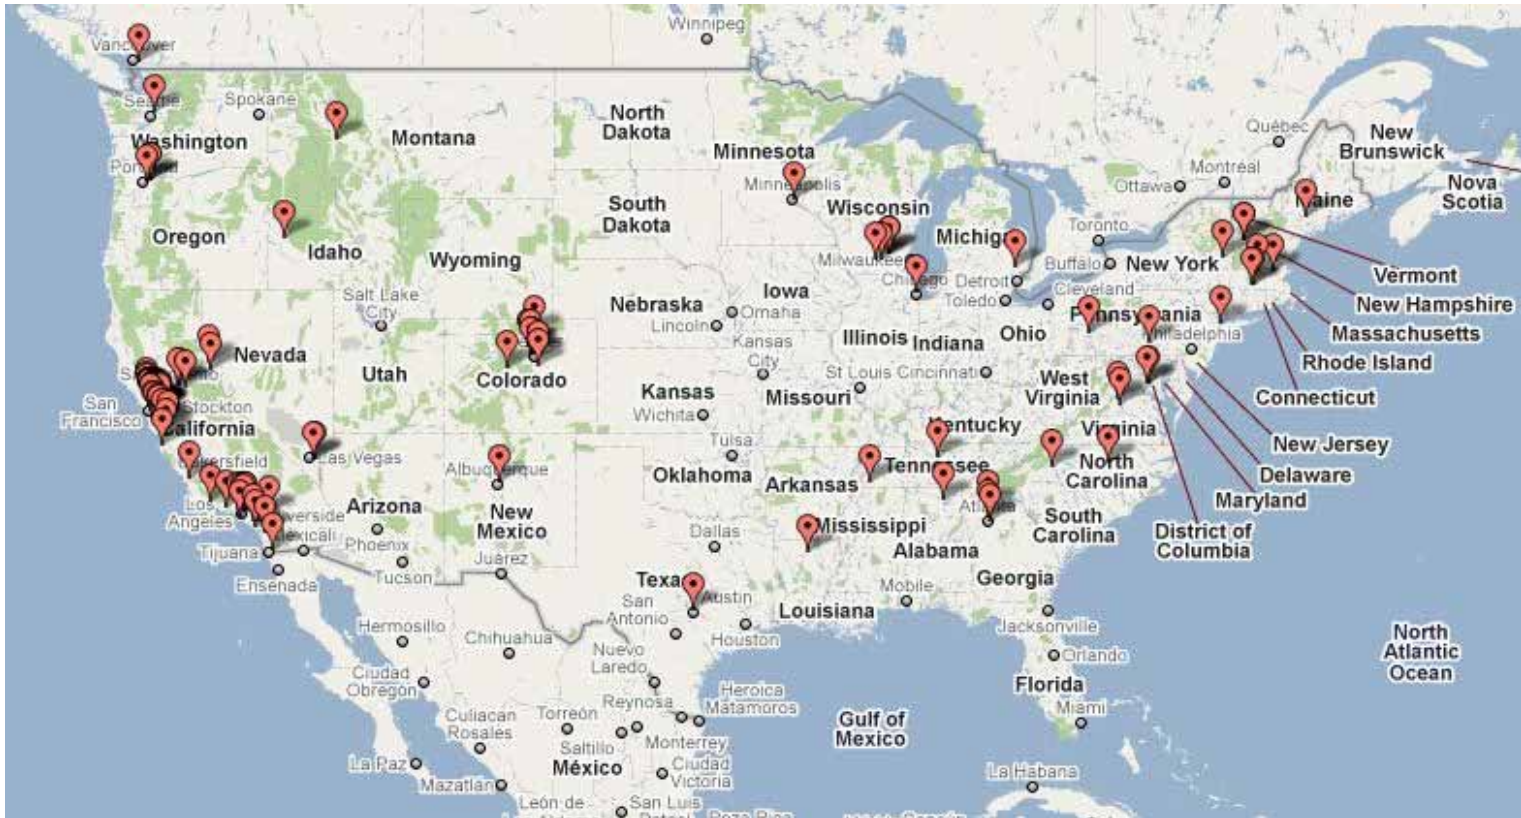 Winnipeg
Vancouver
Seattle
Spokane
Washington
Montana
North
Dakota
Minnesota
Québec
New
Brunswick
Montreal
Ottawa
Nova
Scotia
Portland
Minneapolis
South
Dakota
Wisconsin
Maine
Oregon
Idaho
Wyoming
Michigan
Toronto
Milwaukee
Buffalo
New York
Vermont
Chicago
Detroit
Toledo
Cleveland
Salt Lake
City
Nebraska
Iowa
Omaha
Lincoln
New Hampshire
Pennsylvania
Massachusetts
Philadelphia
Illinois
Indiana
Ohio
Nevada
Kansas
City
Rhode Island
Utah
Colorado
St Louis
Cincinnati
West
Virginia
Kansas
Missouri
Connecticut
San
Francisco
Stockton
California
Wichita
Kentucky
Virginia
New Jersey
Las Vegas
Bakersfield
Tulsa
Albuquerque
Oklahoma
Arkansas
Tennessee
North
Carolina
Delaware
Maryland
Los
Angeles
Riverside
Arizona
New
Mexico
Atlanta
South
Carolina
District of
Columbia
Mexicali
Mississippi
Dallas
Alabama
Tijuana
Phoenix
Juárez
Tucson
Ensenada
Texas
Austin
San
Antonio
Houston
Georgia
Mobile
Louisiana
Jacksonville
Hermosillo
Chihuahua
Nuevo
Laredo
Orlando
North
Atlantic
Ocean
Ciudad
Obregón
Florida
Reynosa
Heroica
Matamoros
Miami
Culiacán
Rosales
Torreón
Gulf of
Mexico
Saltillo
Monterrey
La Paz
México
Ciudad
Victoria
La Habana
Mazatlán
León de
San Luis
Poza Rica